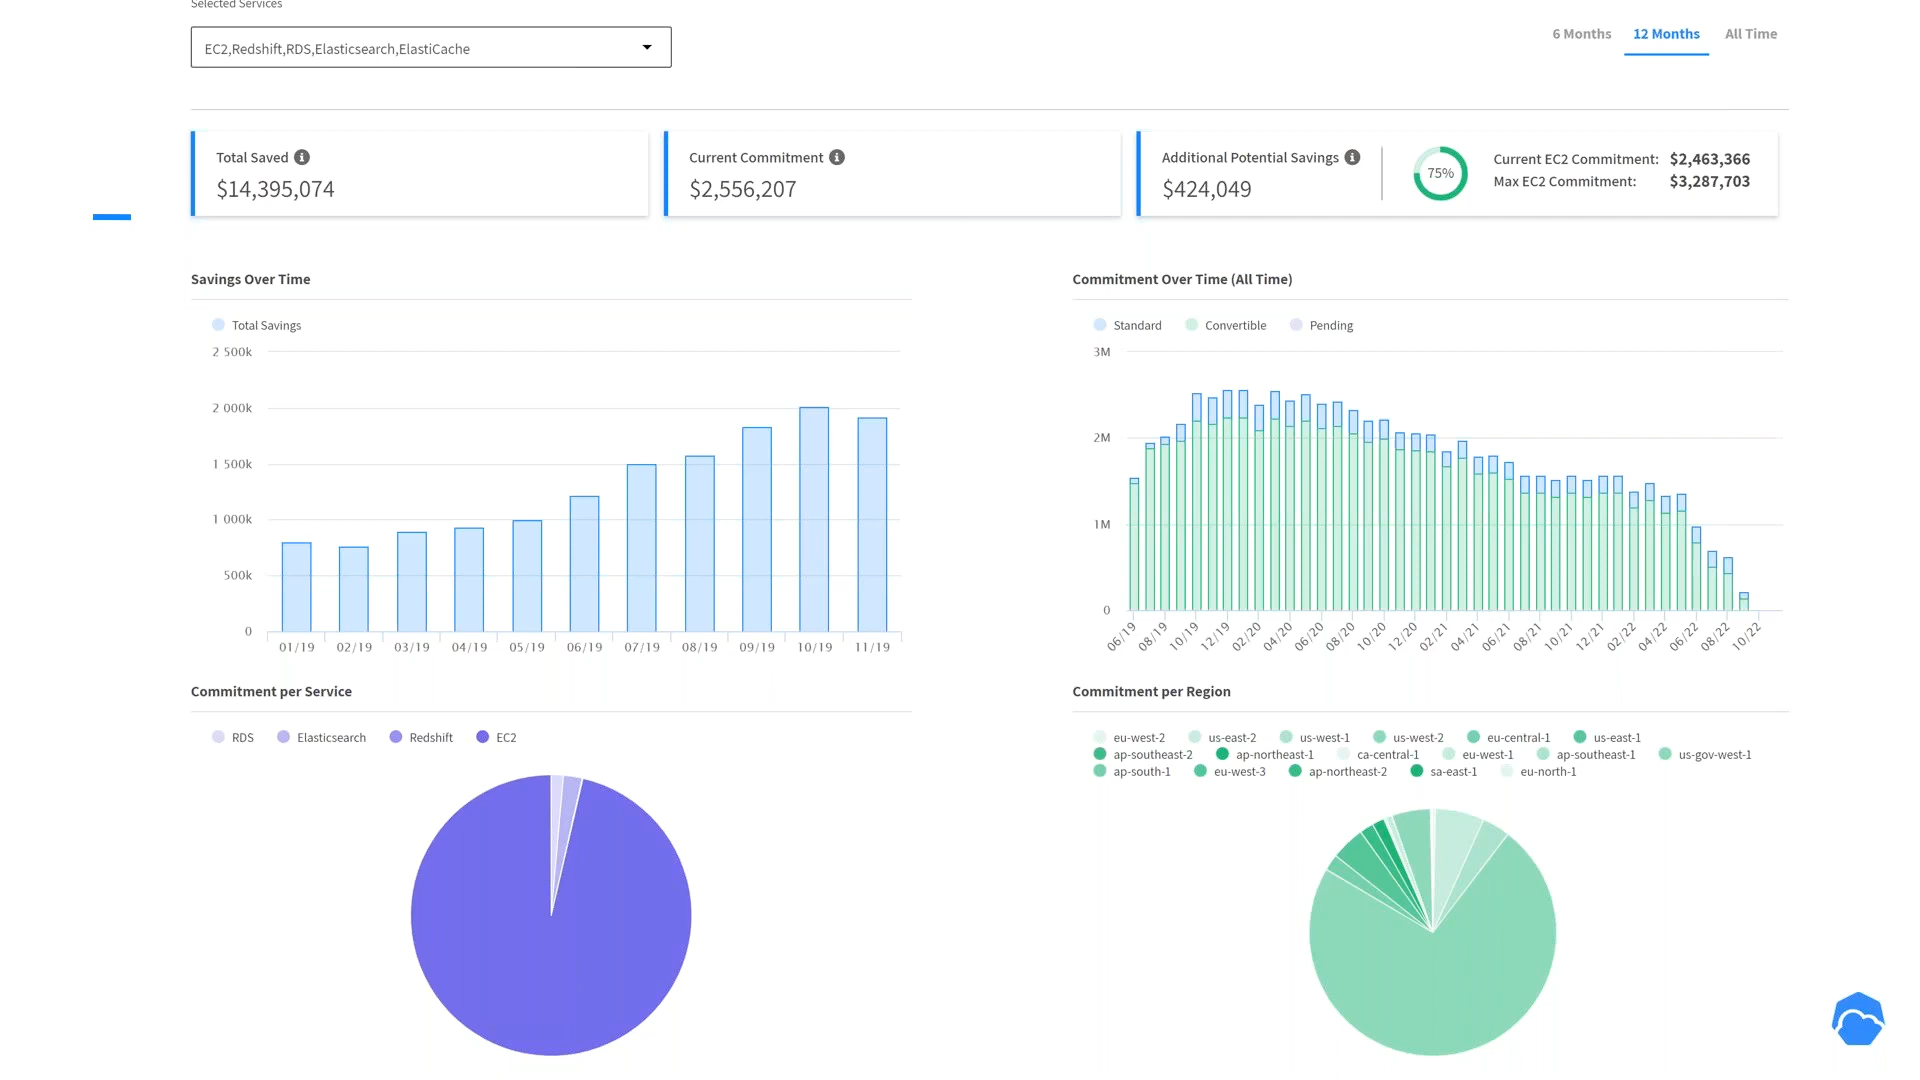 Selected Services
EC2,Redshift,RDS,Elasticsearch,ElastiCache
6 Months 12 Months All Time
Total Saved
$14,395,074
Current Commitment
$2,556,207
Additional Potential Savings
$424,049
75%
Current EC2 Commitment: $2,463,366
Max EC2 Commitment: $3,287,703
Savings Over Time
Total Savings
2 500k
2 000k
1 500k
1 000k
500k
0
01/19 02/19 03/19 04/19 05/19 06/19 07/19 08/19 09/19 10/19 11/19
Commitment Over Time (All Time)
Standard Convertible Pending
3M
2M
1M
0
06/19 08/19 10/19 12/19 02/20 04/20 06/20 08/20 10/20 12/20 02/21 04/21 06/21 08/21 10/21 12/21 02/22 04/22 06/22 08/22 10/22
Commitment per Service
RDS Elasticsearch Redshift EC2
Commitment per Region
eu-west-2 us-east-2 us-west-1 us-west-2 eu-central-1 us-east-1
ap-southeast-2 ap-northeast-1 ca-central-1 eu-west-1 ap-southeast-1 us-gov-west-1
ap-south-1 eu-west-3 ap-northeast-2 sa-east-1 eu-north-1